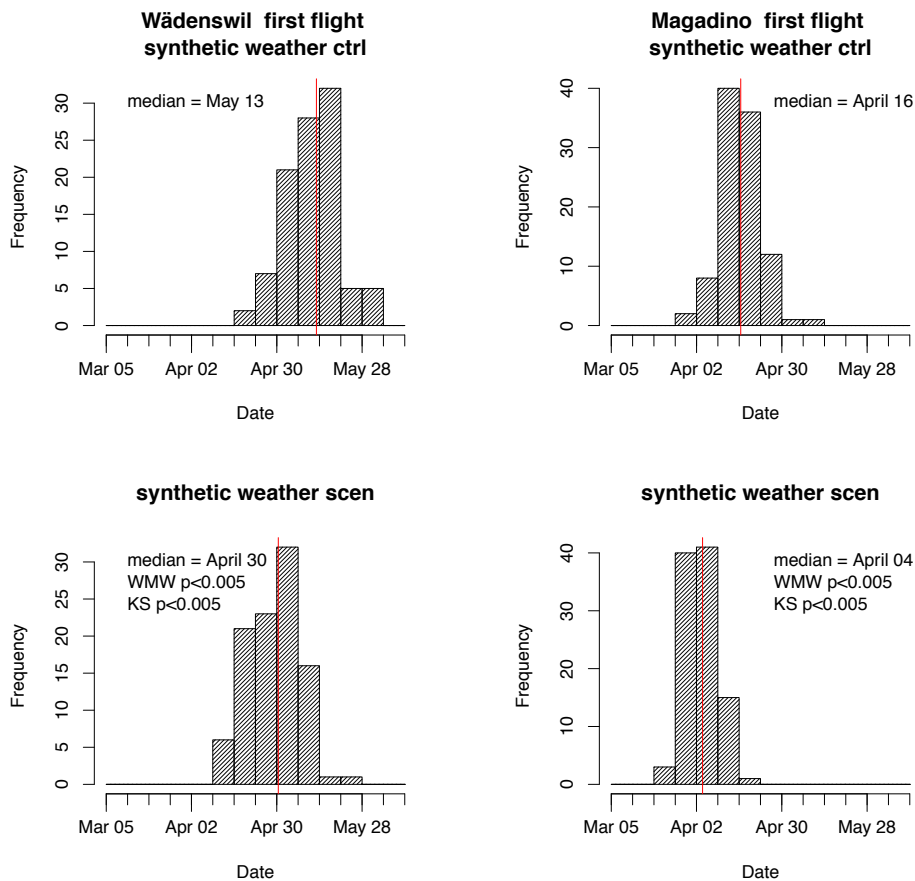 Wädenswil first flight
synthetic weather ctrl
median = May 13
Frequency
0
5
10
15
20
25
30
Mar 05
Apr 02
Apr 30
May 28
Date
Magadino first flight
synthetic weather ctrl
median = April 16
Frequency
0
10
20
30
40
Mar 05
Apr 02
Apr 30
May 28
Date
synthetic weather scen
median = April 30
WMW p<0.005
KS p<0.005
Frequency
0
5
10
15
20
25
30
Mar 05
Apr 02
Apr 30
May 28
Date
synthetic weather scen
median = April 04
WMW p<0.005
KS p<0.005
Frequency
0
10
20
30
40
Mar 05
Apr 02
Apr 30
May 28
Date